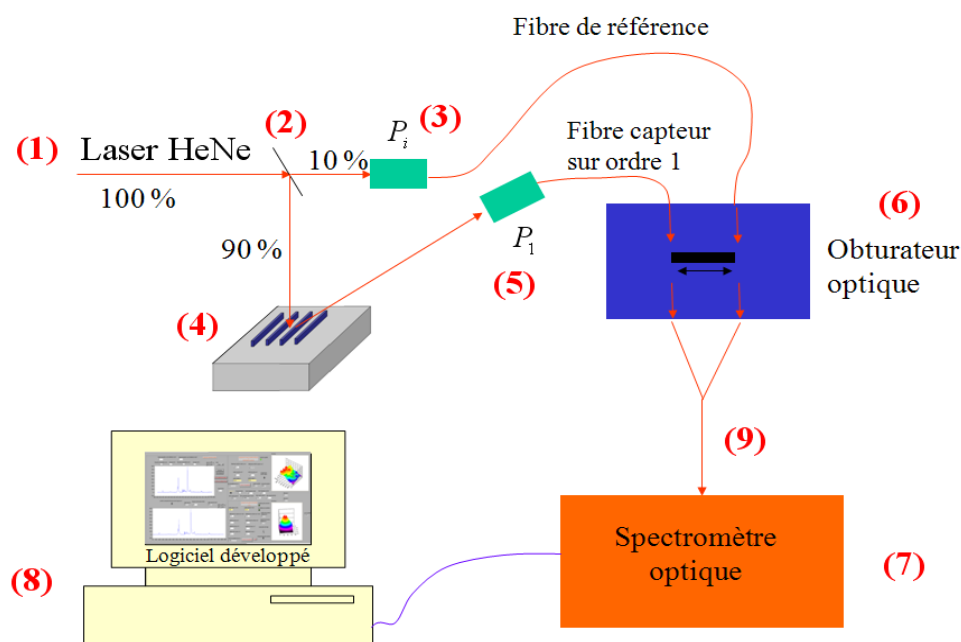 Fibre de référence
(1)
Laser HeNe
100 %
(2)
10 %
P_i
(3)
Fibre capteur
sur ordre 1
90 %
P_1
(5)
(4)
(6)
Obturateur
optique
(9)
Logiciel développé
(8)
Spectromètre
optique
(7)